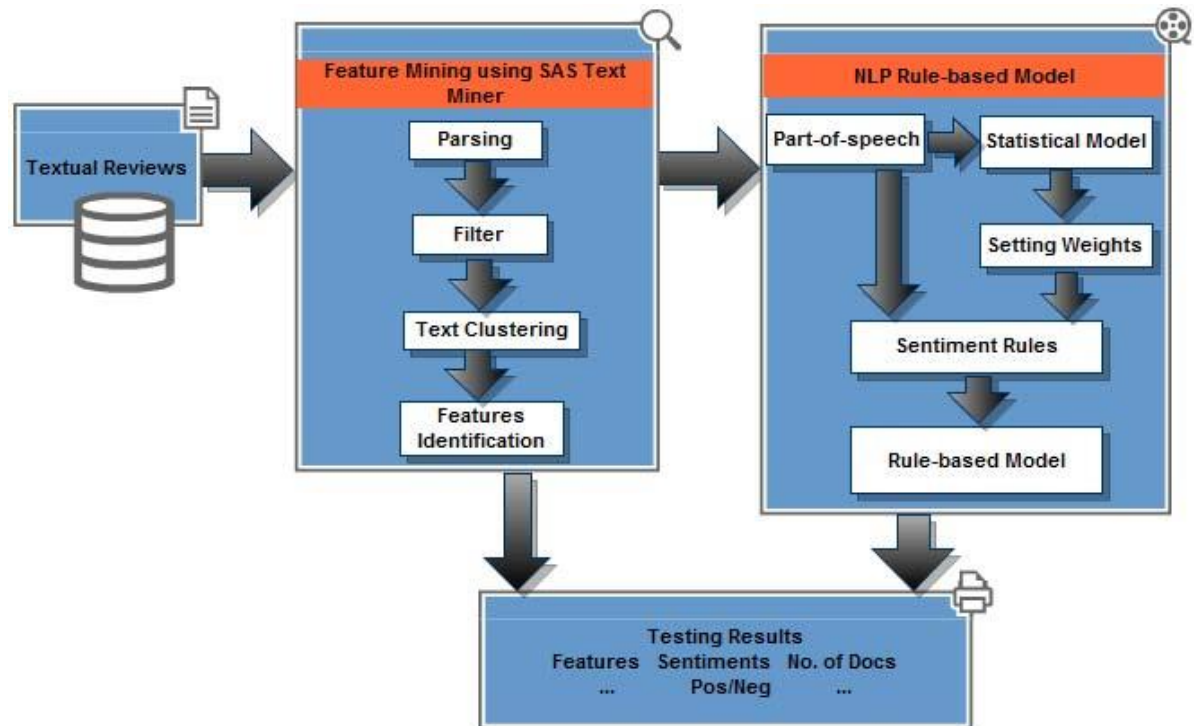 Textual Reviews
Feature Mining using SAS Text
Miner
Parsing
Filter
Text Clustering
Features
Identification
NLP Rule-based Model
Part-of-speech
Statistical Model
Setting Weights
Sentiment Rules
Rule-based Model
Testing Results
Features Sentiments No. of Docs
... Pos/Neg ...